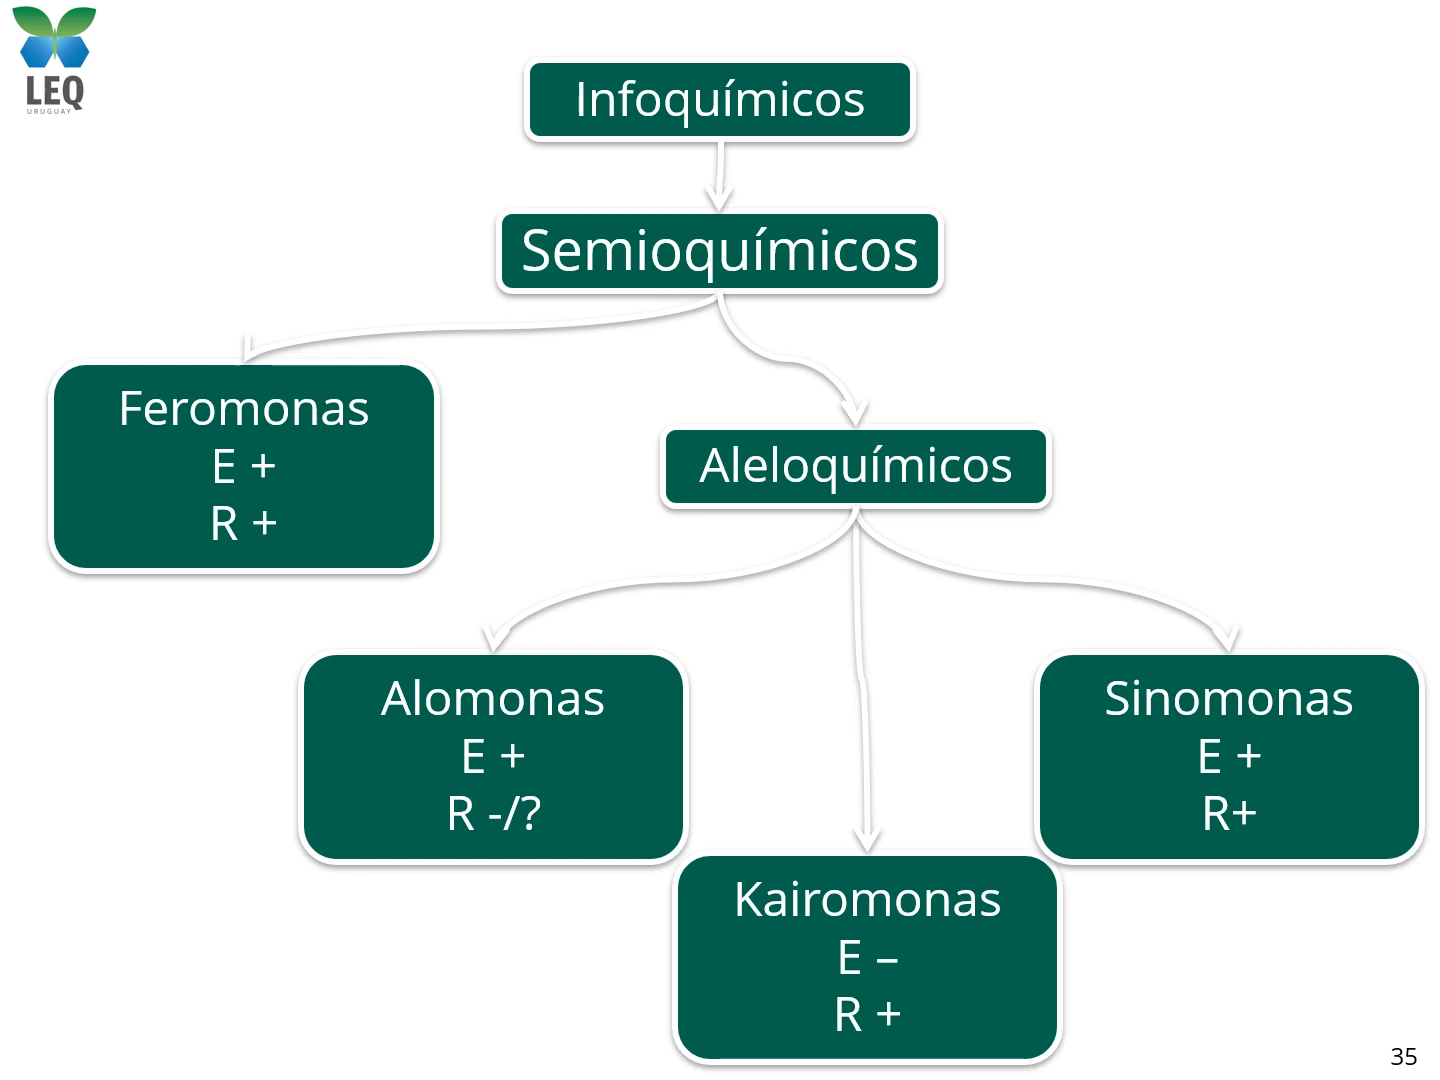 LEQ
URUGUAY
Infoquímicos
Semioquímicos
Feromonas
E +
R +
Aleloquímicos
Alomonas
E +
R -/?
Sinomonas
E +
R+
Kairomonas
E –
R +
35